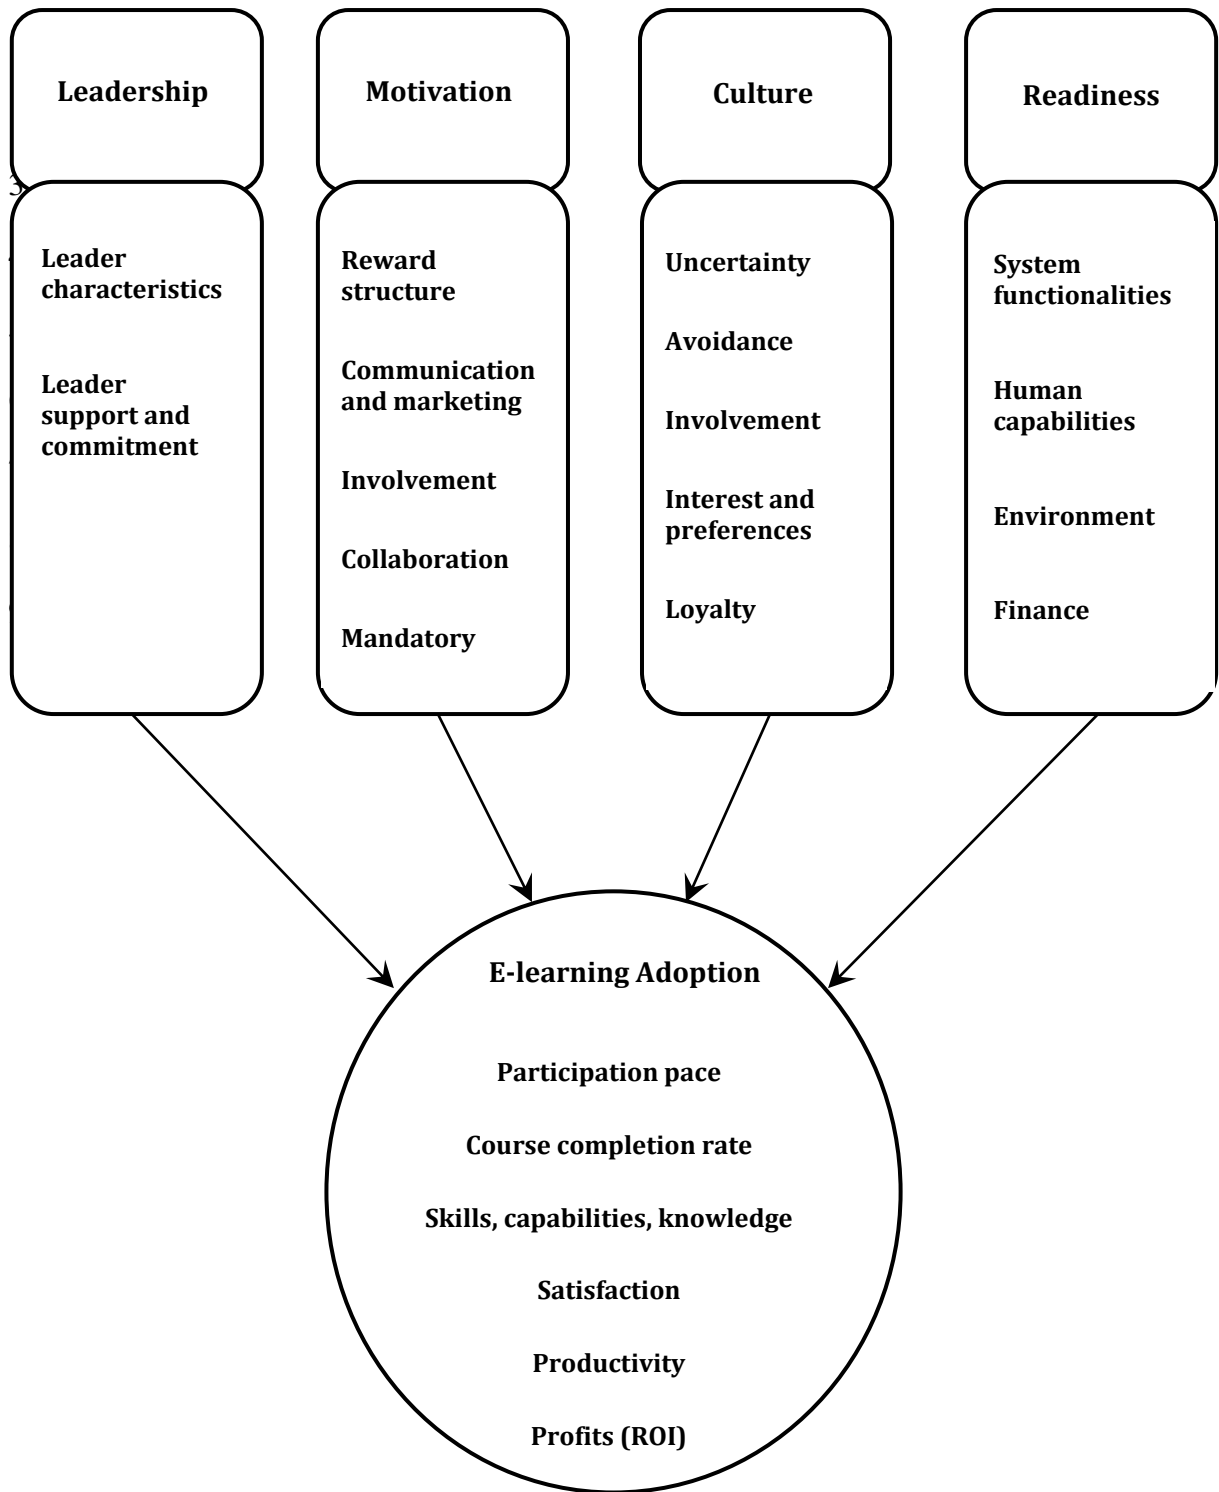 Leadership
Motivation
Culture
Readiness
3
Leader
characteristics
Leader
support and
commitment
Reward
structure
Communication
and marketing
Involvement
Collaboration
Mandatory
Uncertainty
Avoidance
Involvement
Interest and
preferences
Loyalty
System
functionalities
Human
capabilities
Environment
Finance
E-learning Adoption
Participation pace
Course completion rate
Skills, capabilities, knowledge
Satisfaction
Productivity
Profits (ROI)